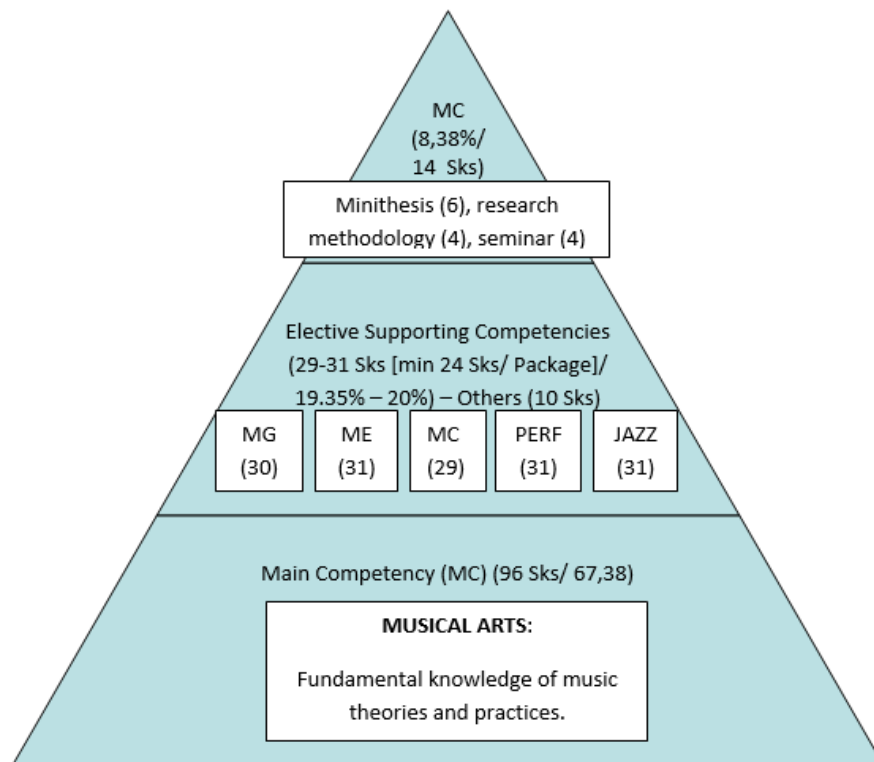 MC
(8,38%/
14 Sks)
Minithesis (6), research
methodology (4), seminar (4)
Elective Supporting Competencies
(29-31 Sks [min 24 Sks/ Package]/
19.35% – 20%) – Others (10 Sks)
MG
(30)
ME
(31)
MC
(29)
PERF
(31)
JAZZ
(31)
Main Competency (MC) (96 Sks/ 67,38)
MUSICAL ARTS:
Fundamental knowledge of music
theories and practices.